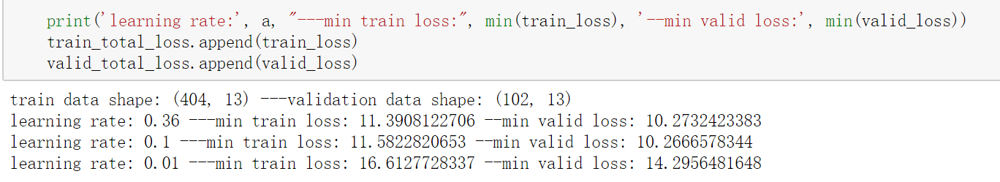 print('learning rate:', a, "---min train loss:", min(train_loss), '--min valid loss:', min(valid_loss))
train_total_loss.append(train_loss)
valid_total_loss.append(valid_loss)
train data shape: (404, 13) ---validation data shape: (102, 13)
learning rate: 0.36 ---min train loss: 11.3908122706 --min valid loss: 10.2732423383
learning rate: 0.1 ---min train loss: 11.5822820653 --min valid loss: 10.2666578344
learning rate: 0.01 ---min train loss: 16.6127728337 --min valid loss: 14.2956481648